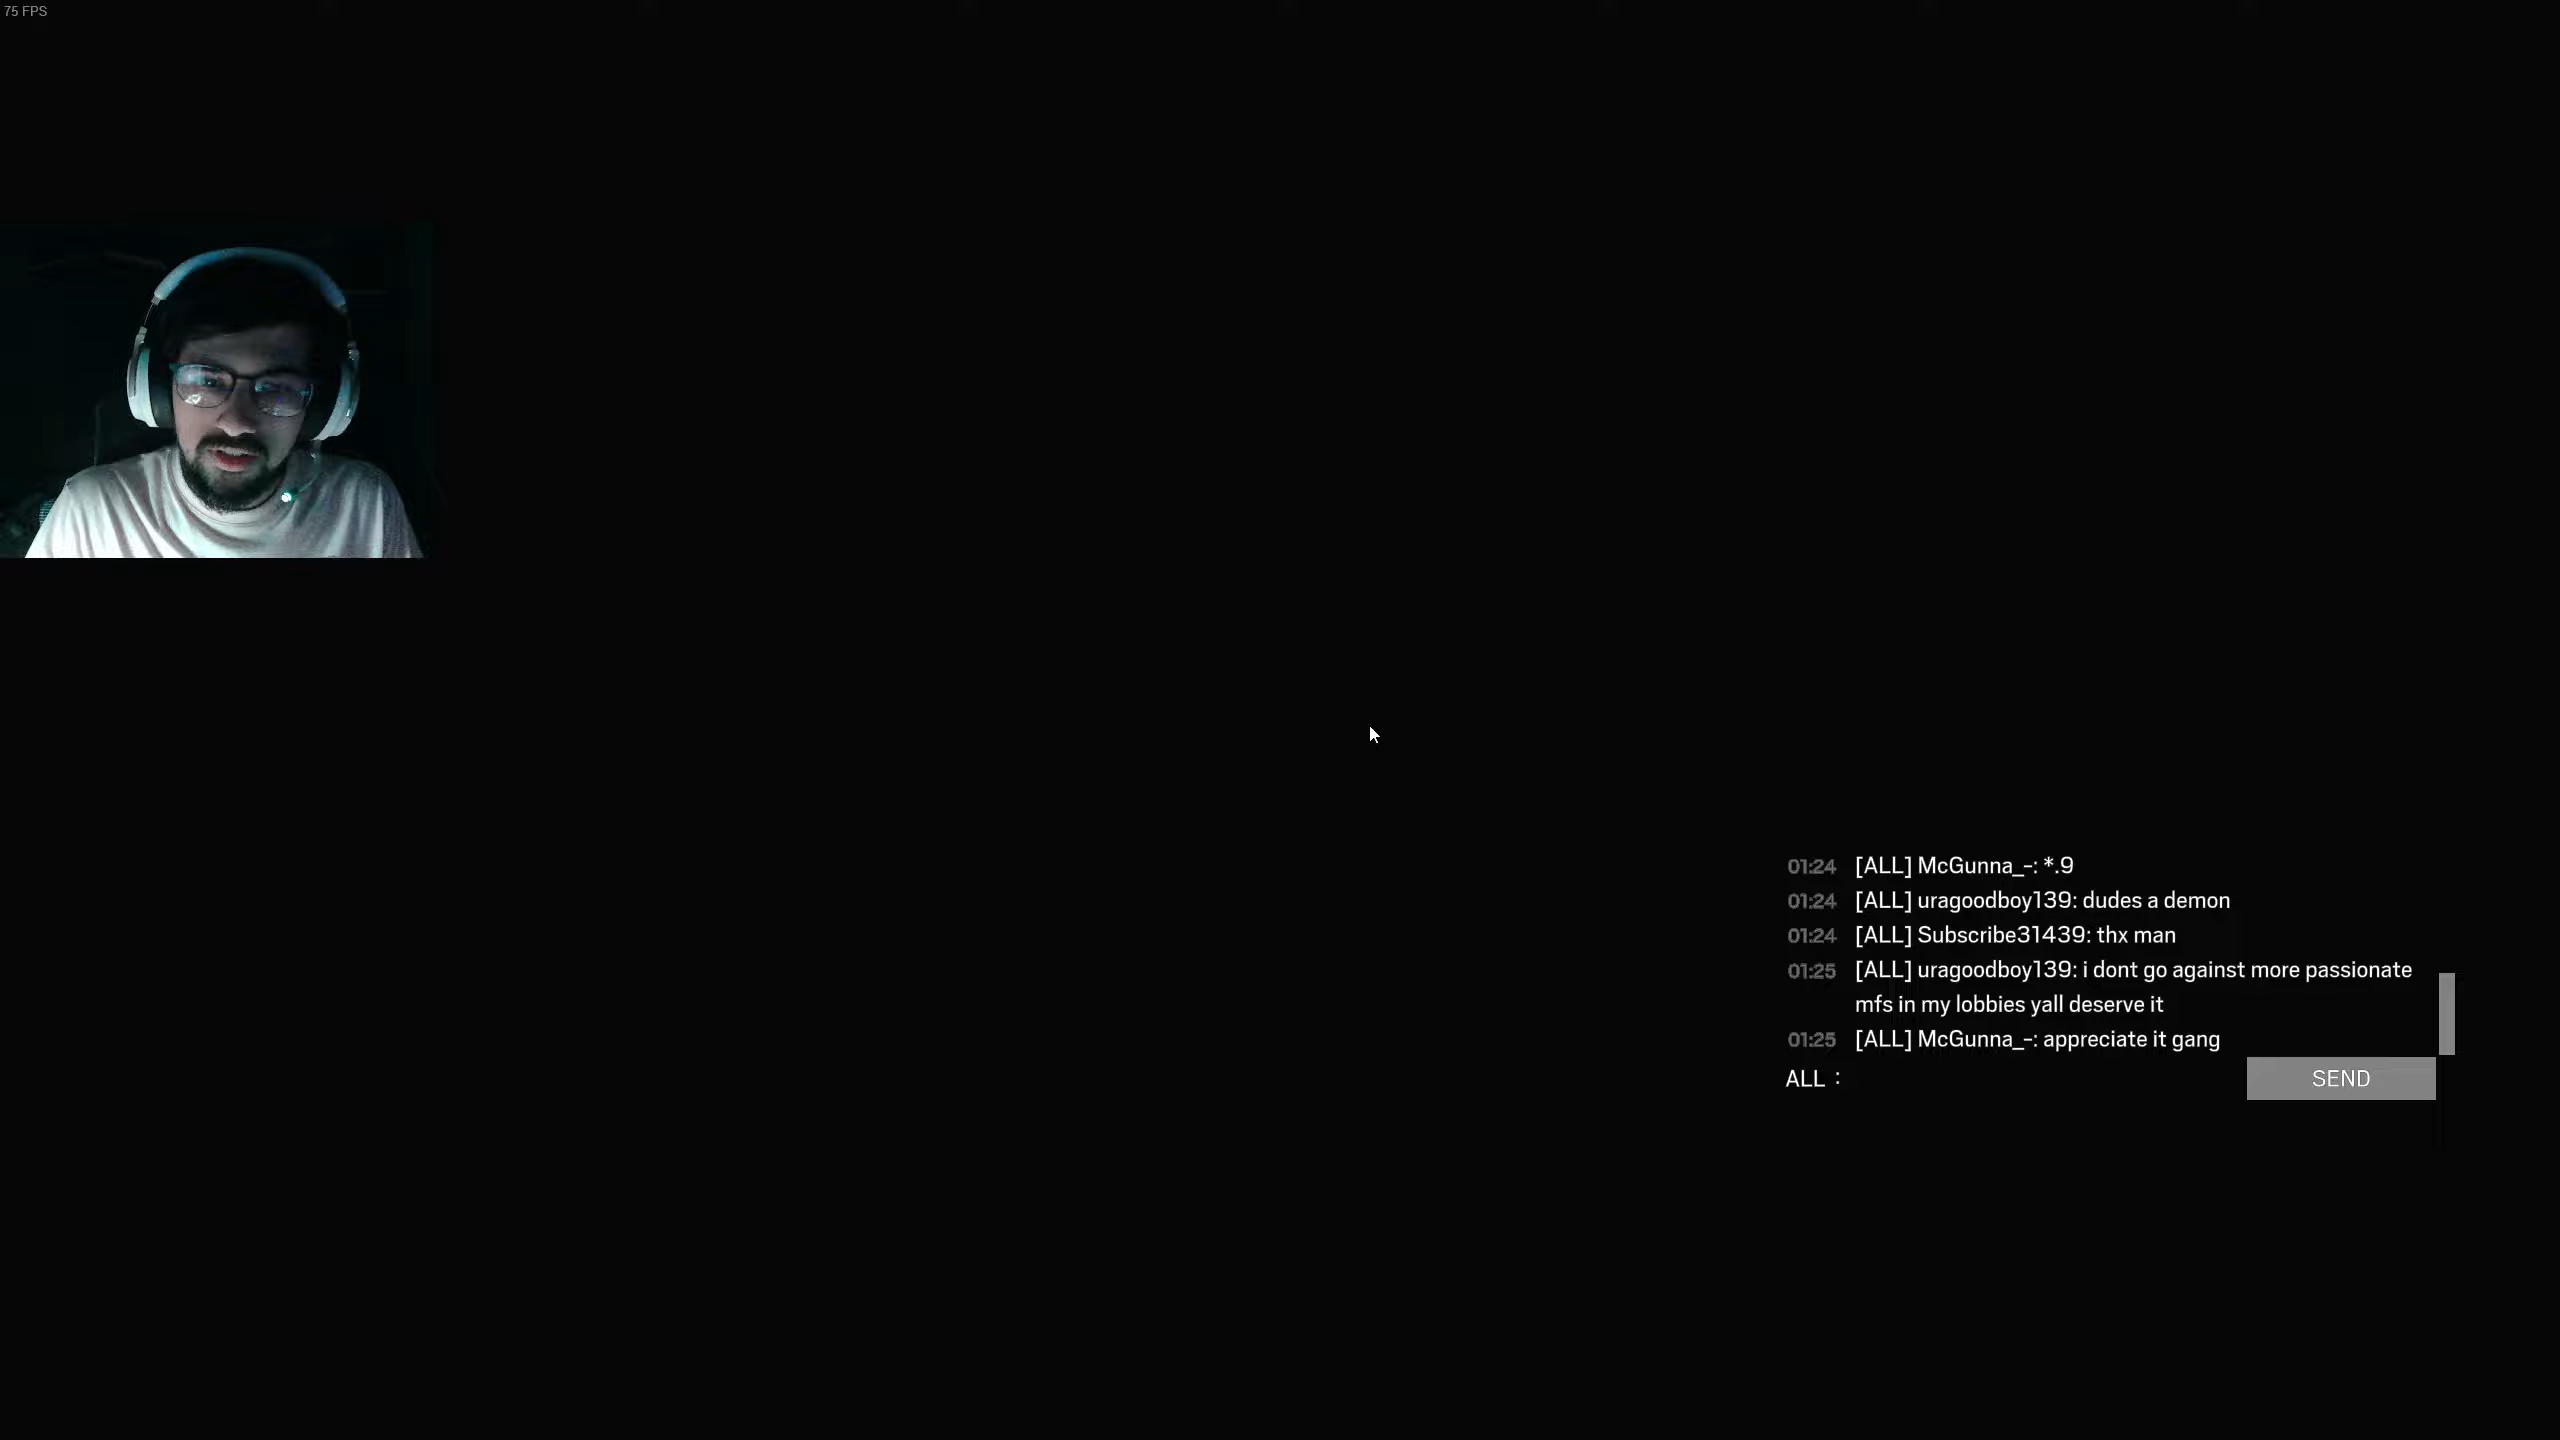 75 FPS
01:24 [ALL] McGunna_-: *.9
01:24 [ALL] uragoodboy139: dudes a demon
01:24 [ALL] Subscribe31439: thx man
01:25 [ALL] uragoodboy139: i dont go against more passionate
mfs in my lobbies yall deserve it
01:25 [ALL] McGunna_-: appreciate it gang
ALL : SEND